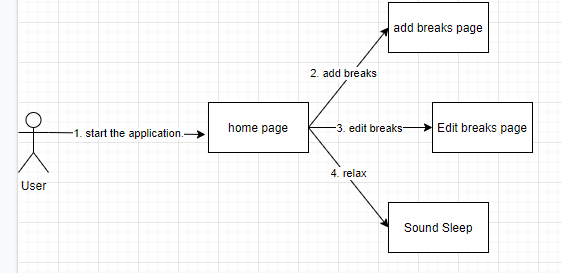 add breaks page
2. add breaks
1. start the application.
home page
3. edit breaks
Edit breaks page
4. relax
User
Sound Sleep